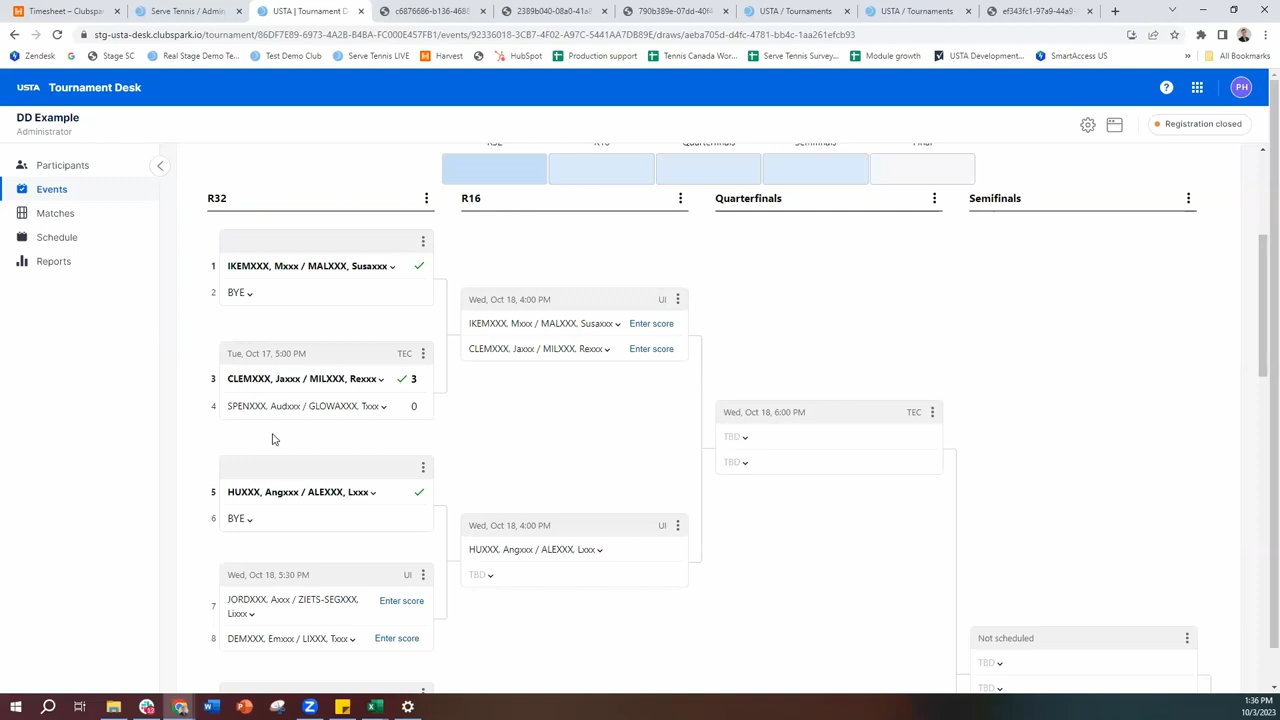 Timesheet – Clubspa
Serve Tennis / Admi
USTA | Tournament D
c6876686-b136-4688
2389b040-08a0-41a8
790b389e-07dd-40f4
USTA / Tournaments
USTA / Tournaments
ef343fc1-97a9-44a9
stg-usta-desk.clubspark.io/tournament/86DF7E89-6973-4A2B-B4BA-FC000E457FB1/events/92336018-3CB7-4F02-A97C-5441AA7DB89E/draws/aeba705d-d4fc-4781-bb4c-1aa261efcb93
Zendesk
Stage SC
Real Stage Demo Te...
Test Demo Club
Serve Tennis LIVE
Harvest
HubSpot
Production support
Tennis Canada Wor...
Serve Tennis Survey...
Module growth
USTA Development...
SmartAccess US
»
All Bookmarks
USTA Tournament Desk
PH
DD Example
Administrator
Registration closed
Participants
Events
Matches
Schedule
Reports
R32
R16
Quarterfinals
Semifinals
Final
R32
R16
Quarterfinals
Semifinals
1 IKEMXXX, Mxxx / MALXXX, Susaxxx
2 BYE
Tue, Oct 17, 5:00 PM TEC
3 CLEMXXX, Jaxxx / MILXXX, Rexxx 3
4 SPENXXX, Audxxx / GLOWAXXX, Txxx 0
5 HUXXX, Angxxx / ALEXXX, Lxxx
6 BYE
Wed, Oct 18, 5:30 PM UI
7 JORDXXX, Axxx / ZIETS-SEGXXX,
Lixxx Enter score
8 DEMXXX, Emxxx / LIXXX, Txxx Enter score
Wed, Oct 18, 4:00 PM UI
IKEMXXX, Mxxx / MALXXX, Susaxxx Enter score
CLEMXXX, Jaxxx / MILXXX, Rexxx Enter score
Wed, Oct 18, 4:00 PM UI
HUXXX, Angxxx / ALEXXX, Lxxx
TBD
Wed, Oct 18, 6:00 PM TEC
TBD
TBD
Not scheduled
TBD
TBD
1:36 PM
10/3/2023